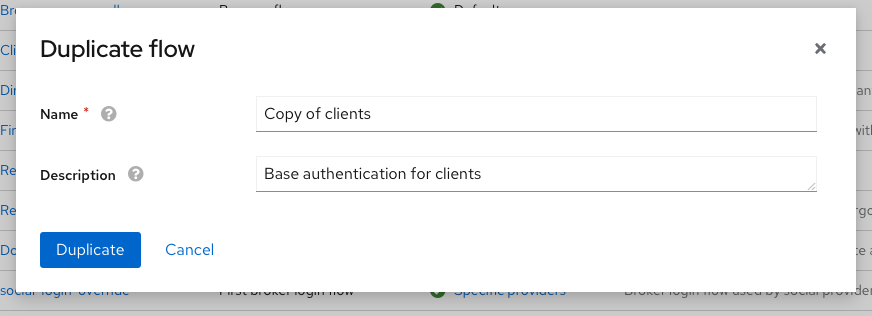 Duplicate flow
Name *
Copy of clients
Description
Base authentication for clients
Duplicate
Cancel
social-login-override First broker login flow Specific providers Broker login flow used by social provider